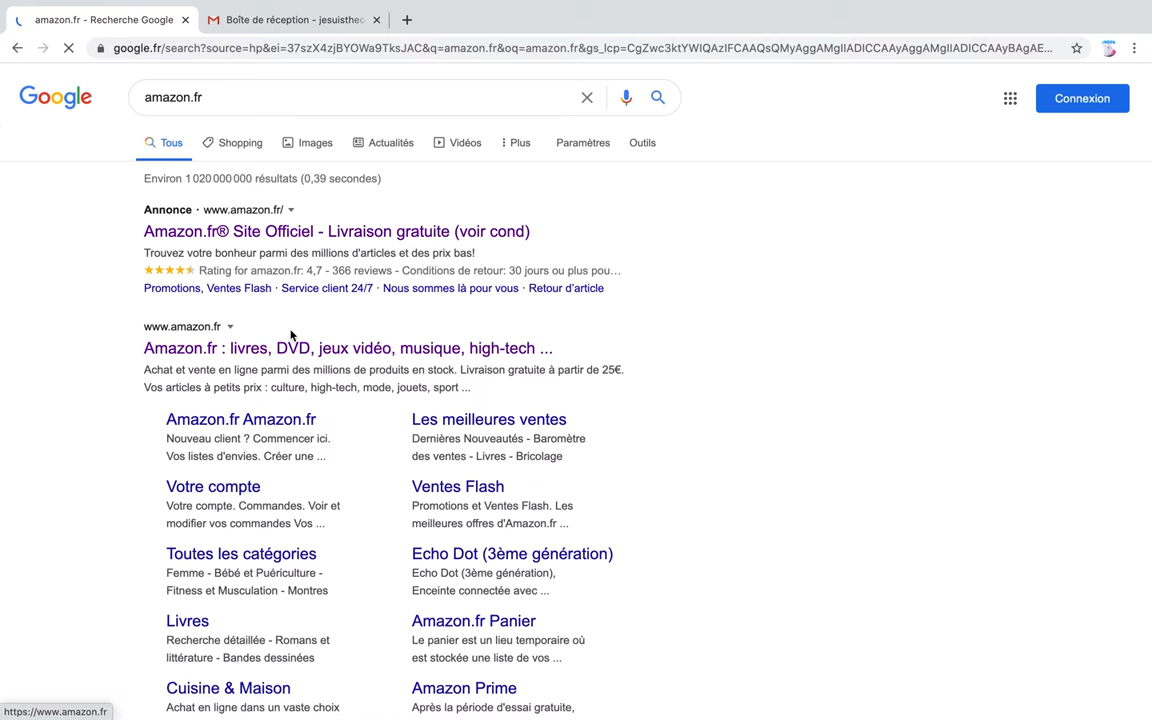 amazon.fr - Recherche Google
Boîte de réception - jesuistheo
google.fr/search?source=hp&ei=37szX4zjBYOWa9TksJAC&q=amazon.fr&oq=amazon.fr&gs_lcp=CgZwc3ktYWIQAzIFCAAQsQMyAggAMgIIADICCAAyAggAMgIIADICCAAyBAgAE...
Google
amazon.fr
Connexion
Tous
Shopping
Images
Actualités
Vidéos
Plus
Paramètres
Outils
Environ 1 020 000 000 résultats (0,39 secondes)
Annonce · www.amazon.fr/
Amazon.fr® Site Officiel - Livraison gratuite (voir cond)
Trouvez votre bonheur parmi des millions d'articles et des prix bas!
Rating for amazon.fr: 4,7 - 366 reviews - Conditions de retour: 30 jours ou plus pou…
Promotions, Ventes Flash · Service client 24/7 · Nous sommes là pour vous · Retour d'article
www.amazon.fr
Amazon.fr : livres, DVD, jeux vidéo, musique, high-tech ...
Achat et vente en ligne parmi des millions de produits en stock. Livraison gratuite à partir de 25€.
Vos articles à petits prix : culture, high-tech, mode, jouets, sport ...
Amazon.fr Amazon.fr
Nouveau client ? Commencer ici.
Vos listes d'envies. Créer une ...
Les meilleures ventes
Dernières Nouveautés - Baromètre
des ventes - Livres - Bricolage
Votre compte
Votre compte. Commandes. Voir et
modifier vos commandes Vos ...
Ventes Flash
Promotions et Ventes Flash. Les
meilleures offres d'Amazon.fr ...
Toutes les catégories
Femme - Bébé et Puériculture -
Fitness et Musculation - Montres
Echo Dot (3ème génération)
Echo Dot (3ème génération),
Enceinte connectée avec ...
Livres
Recherche détaillée - Romans et
littérature - Bandes dessinées
Amazon.fr Panier
Le panier est un lieu temporaire où
est stockée une liste de vos ...
Cuisine & Maison
Achat en ligne dans un vaste choix
Amazon Prime
Après la période d'essai gratuite,
https://www.amazon.fr